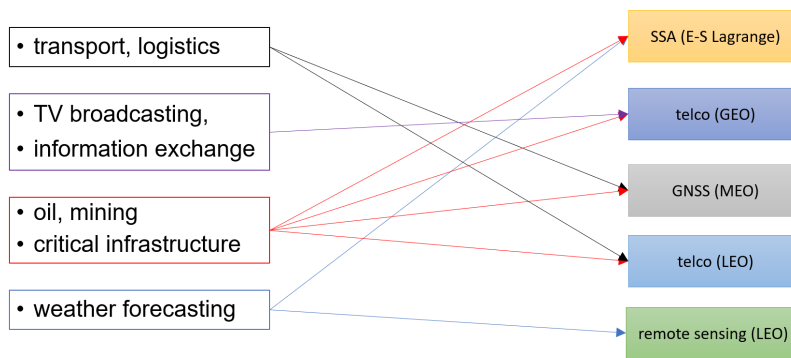 • transport, logistics
• TV broadcasting,
• information exchange
• oil, mining
• critical infrastructure
• weather forecasting
SSA (E-S Lagrange)
telco (GEO)
GNSS (MEO)
telco (LEO)
remote sensing (LEO)